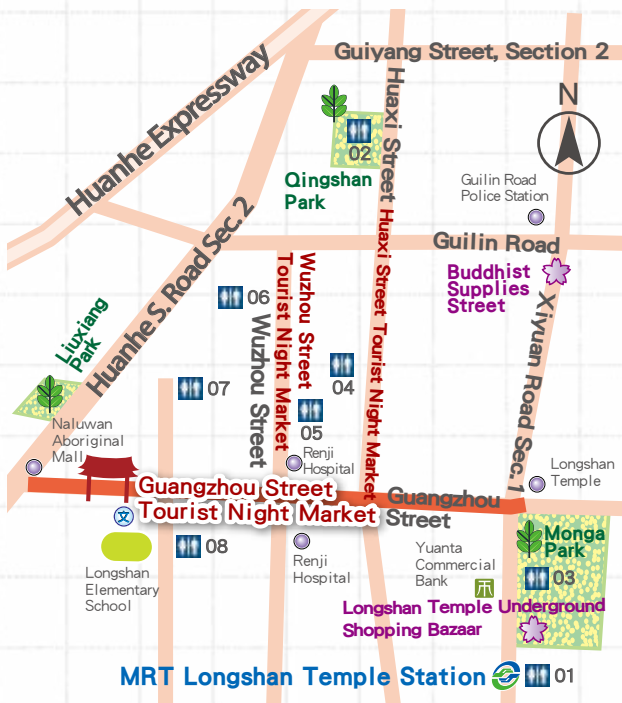 Guiyang Street, Section 2
Huanhe Expressway
N
02
Huaxi Street
Qingshan
Park
Guilin Road
Police Station
Huanhe S. Road Sec. 2
Guilin Road
Huaxi Street Tourist Night Market
Buddhist
Supplies
Street
Wuzhou Street
Tourist Night Market
06
Wuzhou Street
Xiyuan Road Sec. 1
Liuxiang
Park
04
07
05
Naluwan
Aboriginal
Mall
Renji
Hospital
Longshan
Temple
Guangzhou Street
Tourist Night Market
Guangzhou
Street
文
08
Longshan
Elementary
School
Renji
Hospital
Yuanta
Commercial
Bank
Monga
Park
03
Longshan Temple Underground
Shopping Bazaar
MRT Longshan Temple Station
01